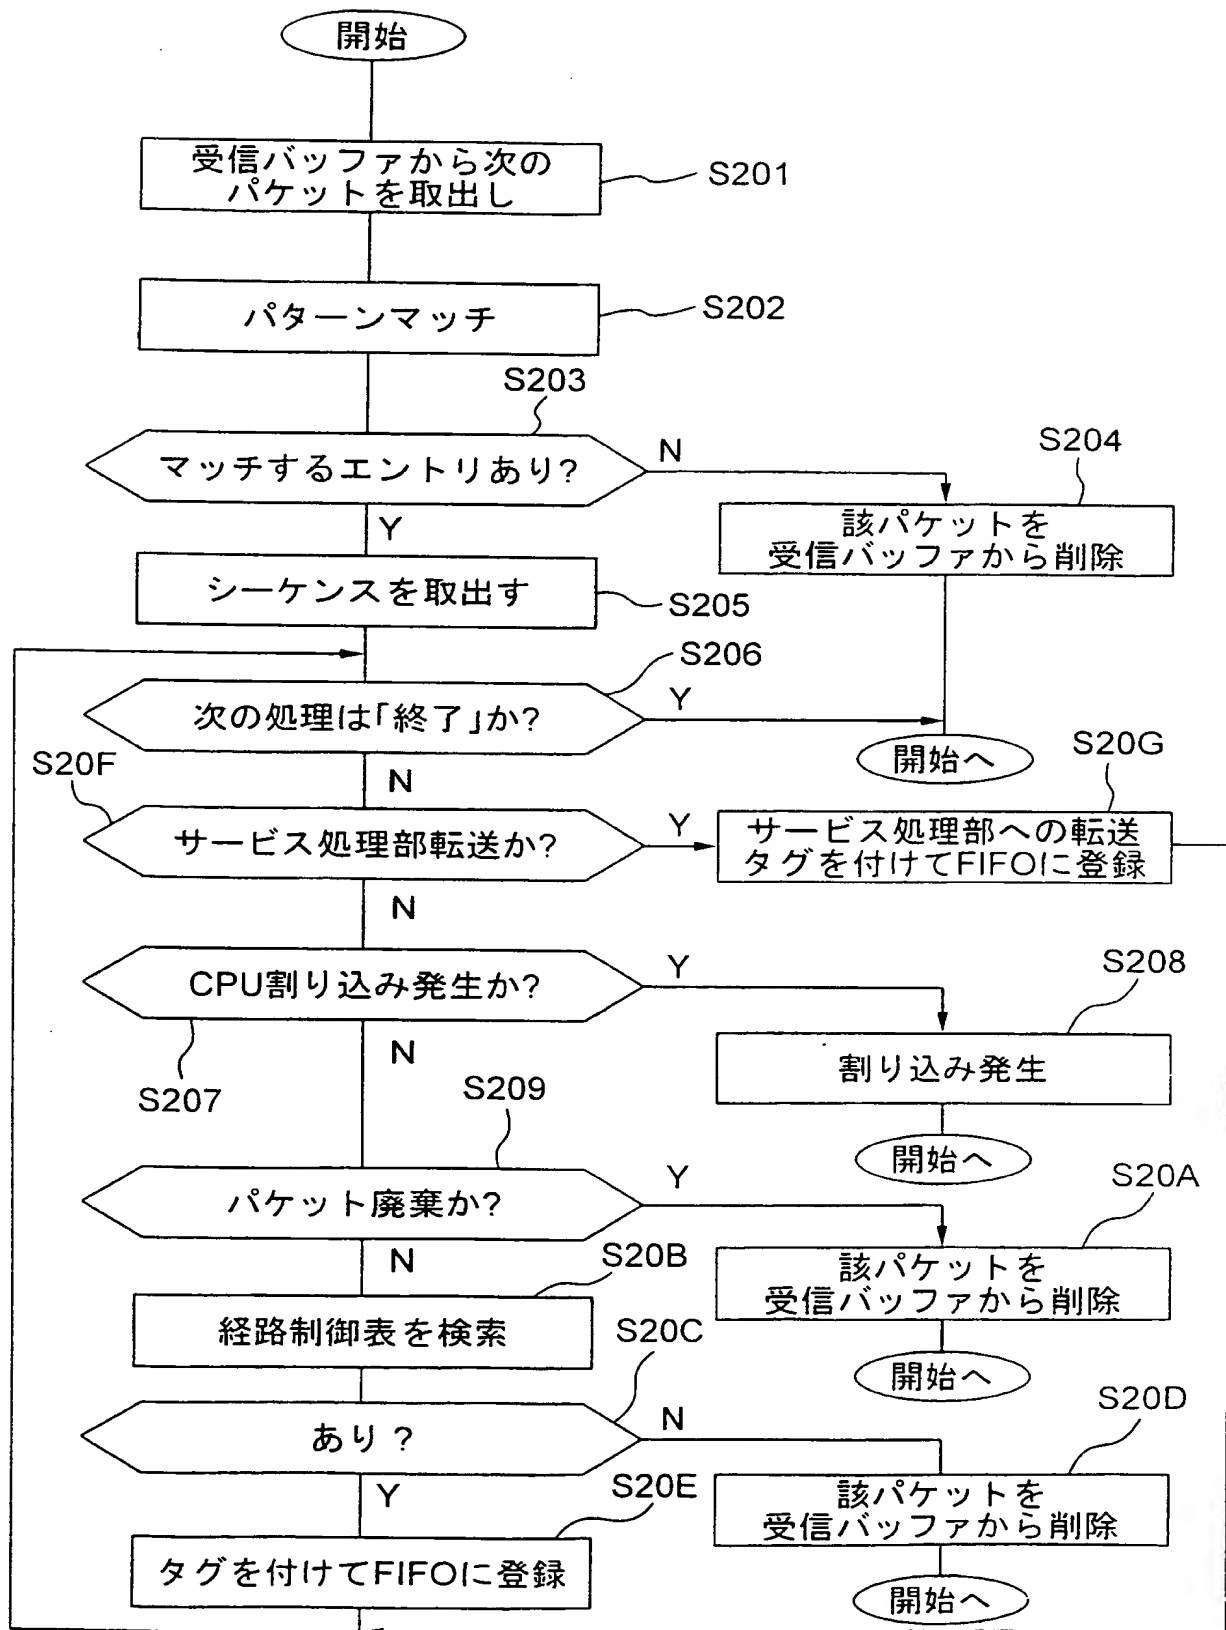 開始
受信バッファから次の
パケットを取出し
S201
パターンマッチ
S202
S203
マッチするエントリあり?
N
Y
S204
該パケットを
受信バッファから削除
シーケンスを取出す
S205
S206
次の処理は「終了」か?
Y
N
開始へ
S20F
サービス処理部転送か?
Y
N
S20G
サービス処理部への転送
タグを付けてFIFOに登録
CPU割り込み発生か?
Y
N
S207
S208
割り込み発生
開始へ
S209
パケット廃棄か?
Y
N
S20A
該パケットを
受信バッファから削除
開始へ
S20B
経路制御表を検索
S20C
あり?
N
Y
S20D
該パケットを
受信バッファから削除
開始へ
S20E
タグを付けてFIFOに登録